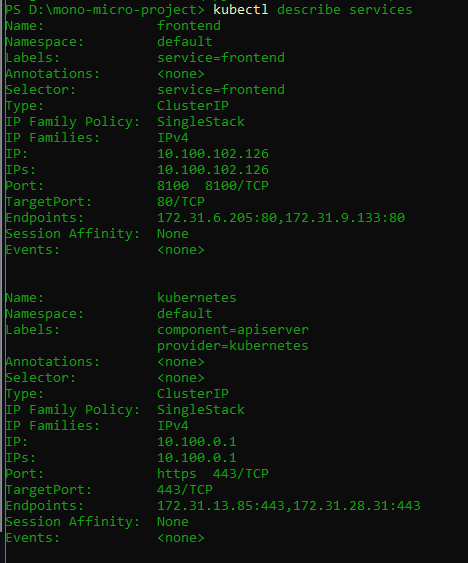 PS D:\mono-micro-project> kubectl describe services
Name:              frontend
Namespace:         default
Labels:            service=frontend
Annotations:       <none>
Selector:          service=frontend
Type:              ClusterIP
IP Family Policy:  SingleStack
IP Families:       IPv4
IP:                10.100.102.126
IPs:               10.100.102.126
Port:              8100  8100/TCP
TargetPort:        80/TCP
Endpoints:         172.31.6.205:80,172.31.9.133:80
Session Affinity:  None
Events:            <none>
Name:              kubernetes
Namespace:         default
Labels:            component=apiserver
                   provider=kubernetes
Annotations:       <none>
Selector:          <none>
Type:              ClusterIP
IP Family Policy:  SingleStack
IP Families:       IPv4
IP:                10.100.0.1
IPs:               10.100.0.1
Port:              https  443/TCP
TargetPort:        443/TCP
Endpoints:         172.31.13.85:443,172.31.28.31:443
Session Affinity:  None
Events:            <none>